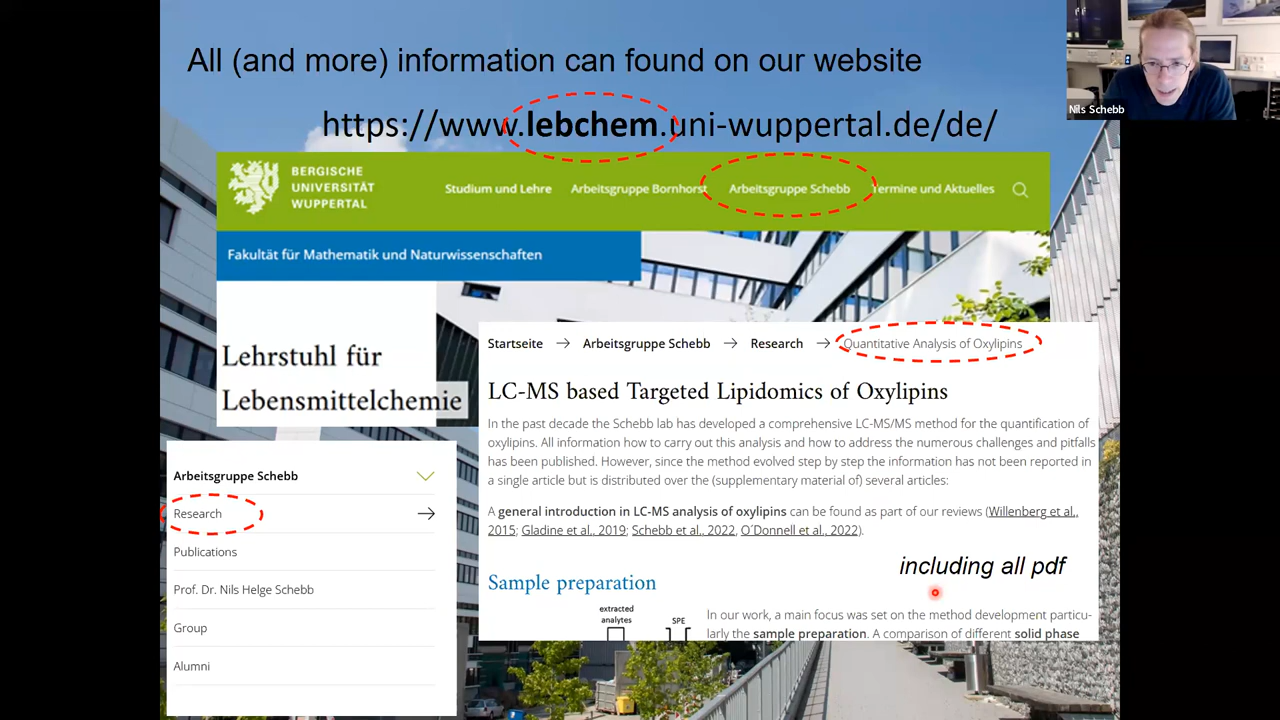 All (and more) information can found on our website
https://www.lebchem.uni-wuppertal.de/de/
Nils Schebb
BERGISCHE
UNIVERSITÄT
WUPPERTAL
Studium und Lehre
Arbeitsgruppe Bornhorst
Arbeitsgruppe Schebb
Termine und Aktuelles
Fakultät für Mathematik und Naturwissenschaften
Lehrstuhl für
Lebensmittelchemie
Arbeitsgruppe Schebb
Research
Publications
Prof. Dr. Nils Helge Schebb
Group
Alumni
Startseite → Arbeitsgruppe Schebb → Research → Quantitative Analysis of Oxylipins
LC-MS based Targeted Lipidomics of Oxylipins
In the past decade the Schebb lab has developed a comprehensive LC-MS/MS method for the quantification of
oxylipins. All information how to carry out this analysis and how to address the numerous challenges and pitfalls
has been published. However, since the method evolved step by step the information has not been reported in
a single article but is distributed over the (supplementary material of) several articles:
A general introduction in LC-MS analysis of oxylipins can be found as part of our reviews (Willenberg et al.,
2015; Gladine et al., 2019; Schebb et al., 2022, O´Donnell et al., 2022).
including all pdf
Sample preparation
extracted
analytes
SPE
In our work, a main focus was set on the method development particu-
larly the sample preparation. A comparison of different solid phase